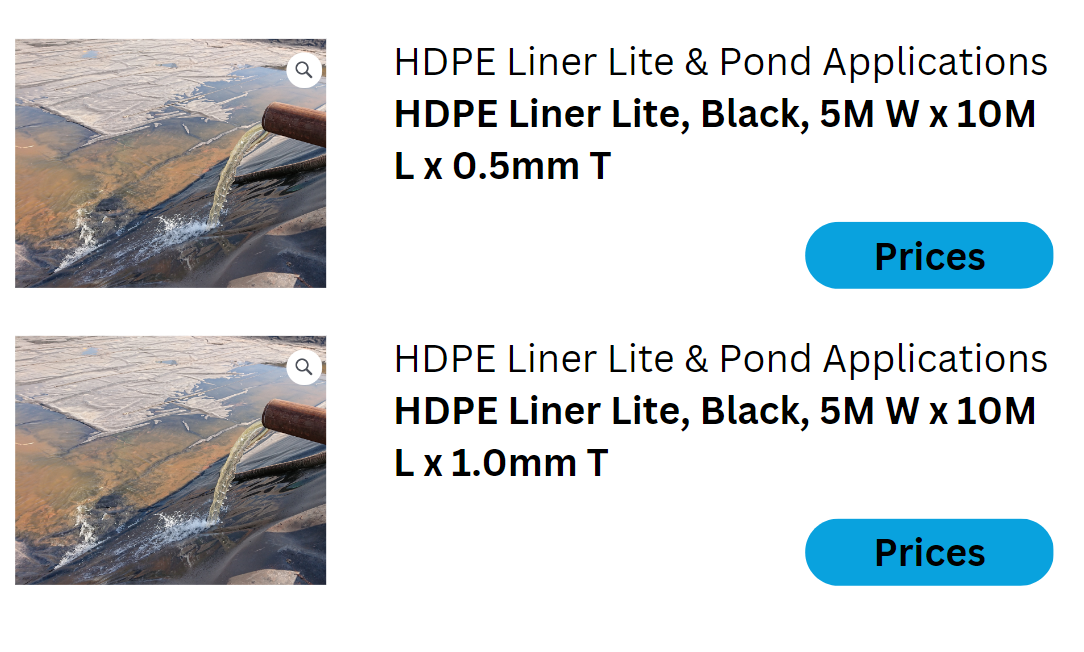 HDPE Liner Lite & Pond Applications
HDPE Liner Lite, Black, 5M W x 10M
L x 0.5mm T
Prices
HDPE Liner Lite & Pond Applications
HDPE Liner Lite, Black, 5M W x 10M
L x 1.0mm T
Prices